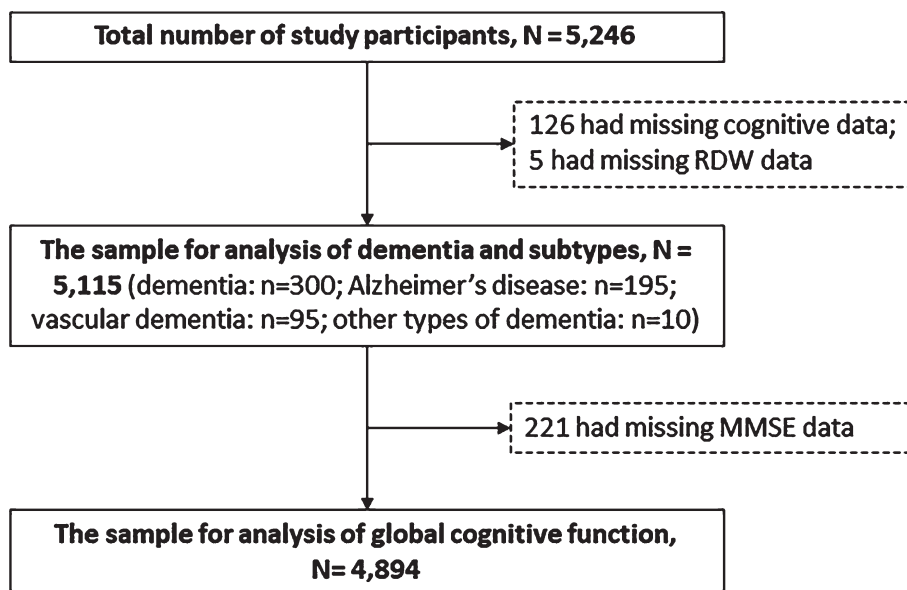 Total number of study participants, N = 5,246
126 had missing cognitive data;
5 had missing RDW data
The sample for analysis of dementia and subtypes, N =
5,115 (dementia: n=300; Alzheimer’s disease: n=195;
vascular dementia: n=95; other types of dementia: n=10)
221 had missing MMSE data
The sample for analysis of global cognitive function,
N= 4,894